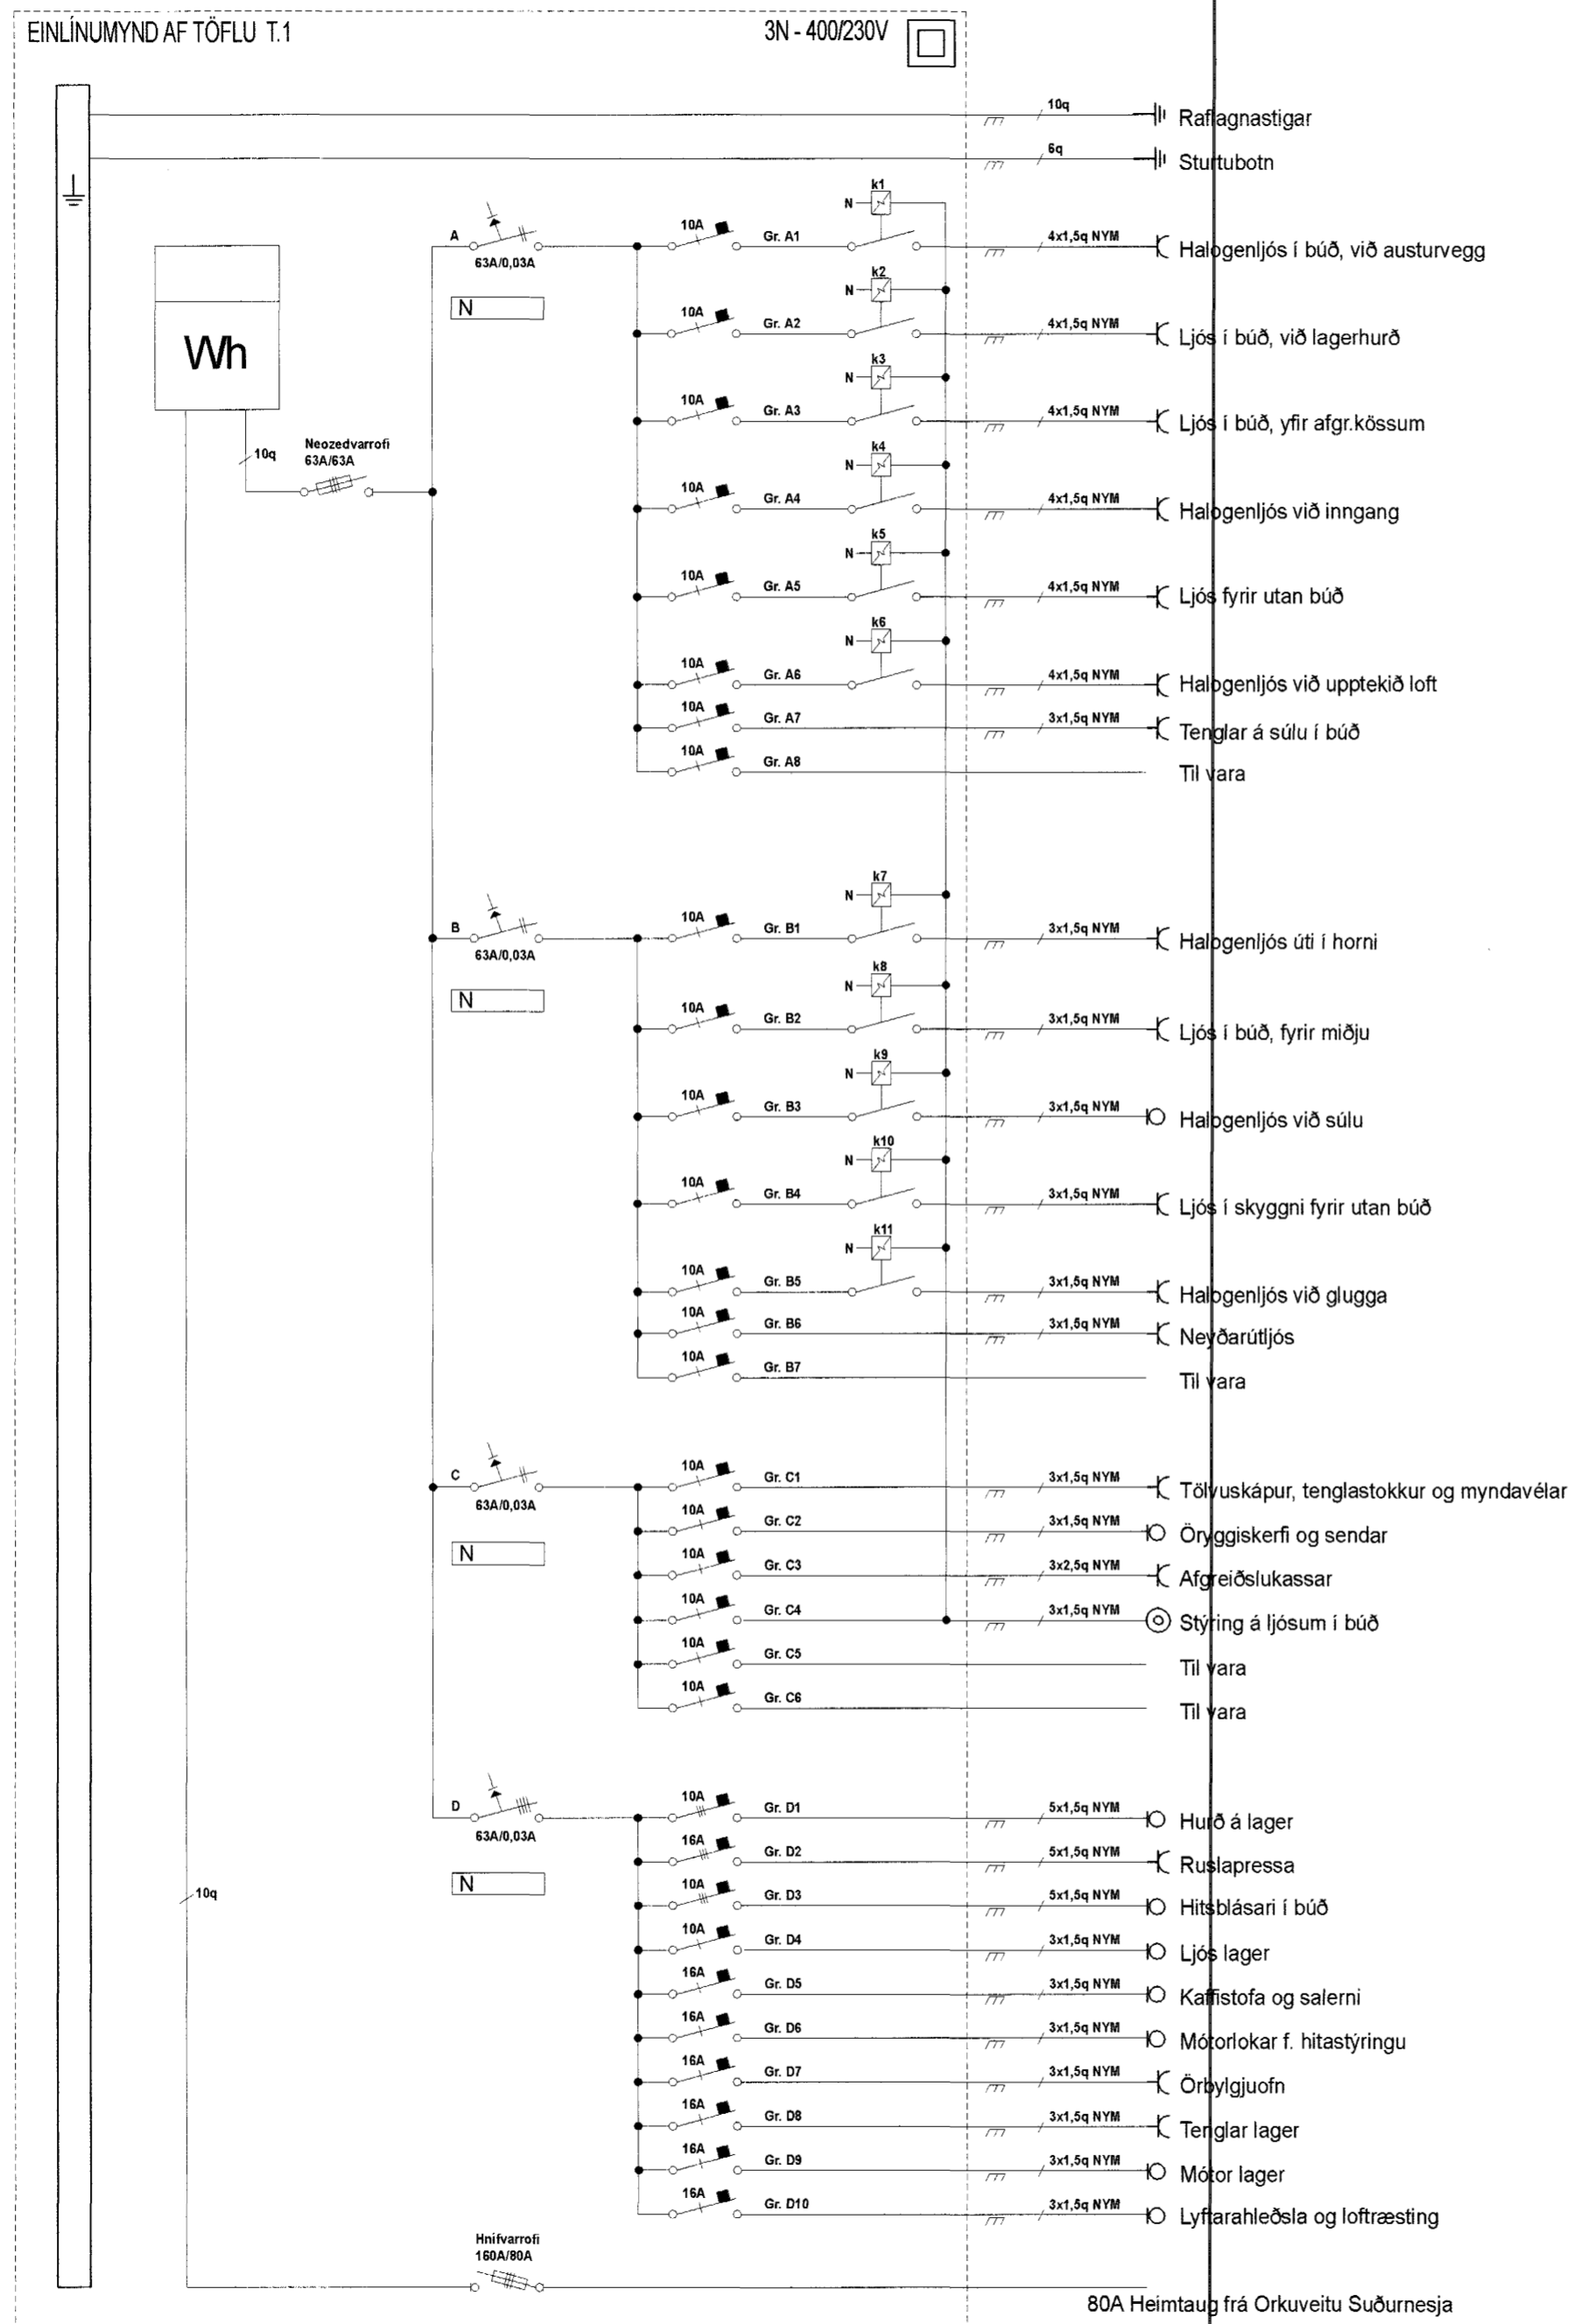 EINLÍNUMYND AF TÖFLU T.1
3N - 400/230V
10q Raflagnastigar
6q Sturtubotn
k1
N
A 63A/0,03A 10A Gr. A1 4x1,5q NYM Halogenljós í búð, við austurvegg
N
k2
N
10A Gr. A2 4x1,5q NYM Ljós í búð, við lagerhurð
Wh
k3
N
10A Gr. A3 4x1,5q NYM Ljós í búð, yfir afgr.kössum
10q
Neozedvarrofi
63A/63A
k4
N
10A Gr. A4 4x1,5q NYM Halogenljós við inngang
k5
N
10A Gr. A5 4x1,5q NYM Ljós fyrir utan búð
k6
N
10A Gr. A6 4x1,5q NYM Halogenljós við upptekið loft
10A Gr. A7 3x1,5q NYM Tenglar á súlu í búð
10A Gr. A8 Til vara
k7
N
B 63A/0,03A 10A Gr. B1 3x1,5q NYM Halogenljós úti í horni
N
k8
N
10A Gr. B2 3x1,5q NYM Ljós í búð, fyrir miðju
k9
N
10A Gr. B3 3x1,5q NYM Halogenljós við súlu
k10
N
10A Gr. B4 3x1,5q NYM Ljós í skyggni fyrir utan búð
k11
N
10A Gr. B5 3x1,5q NYM Halogenljós við glugga
10A Gr. B6 3x1,5q NYM Neyðarútljós
10A Gr. B7 Til vara
C 63A/0,03A 10A Gr. C1 3x1,5q NYM Tölvuskápur, tenglastokkur og myndavélar
10A Gr. C2 3x1,5q NYM Öryggiskerfi og sendar
N
10A Gr. C3 3x2,5q NYM Afgreiðslukassar
10A Gr. C4 3x1,5q NYM Stýring á ljósum í búð
10A Gr. C5 Til vara
10A Gr. C6 Til vara
D 63A/0,03A 10A Gr. D1 5x1,5q NYM Hurð á lager
16A Gr. D2 5x1,5q NYM Ruslapressa
N
10q
10A Gr. D3 5x1,5q NYM Hitsblásari í búð
10A Gr. D4 3x1,5q NYM Ljós lager
16A Gr. D5 3x1,5q NYM Kaffistofa og salerni
16A Gr. D6 3x1,5q NYM Mótorlokar f. hitastýringu
16A Gr. D7 3x1,5q NYM Örbylgjuofn
16A Gr. D8 3x1,5q NYM Tenglar lager
16A Gr. D9 3x1,5q NYM Mótor lager
16A Gr. D10 3x1,5q NYM Lyftarahleðsla og loftræsting
Hnífvarrofi
160A/80A
80A Heimtaug frá Orkuveitu Suðurnesja